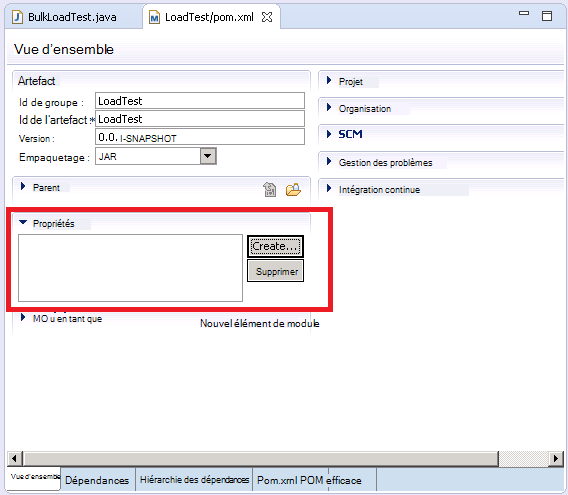 BulkLoadTest.java
LoadTest/pom.xml
Vue d'ensemble
Artefact
Id de groupe : LoadTest
Id de l'artefact :* LoadTest
Version : 0.0. I-SNAPSHOT
Empaquetage : JAR
Parent
Propriétés
Create...
Supprimer
MO u en tant que
Nouvel élément de module
Projet
Organisation
SCM
Gestion des problèmes
Intégration continue
Vue d'ensemble Dépendances Hiérarchie des dépendances Pom.xml POM efficace